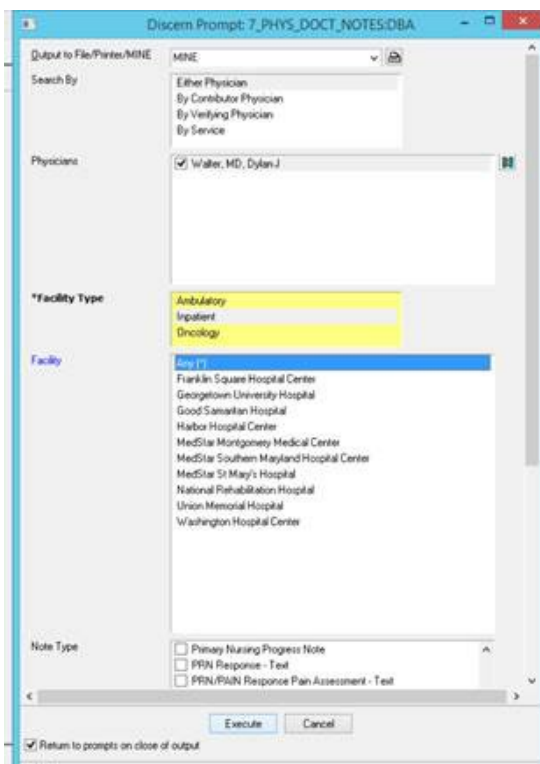 Discern Prompt: 7_PHYS_DOCT_NOTES:DBA
Output to File/Printer/MINE
MINE
Search By
Either Physician
By Contributor Physician
By Verifying Physician
By Service
Physicians
Walter, MD, Dylan J
*Facility Type
Ambulatory
Inpatient
Oncology
Facility
Any (*)
Franklin Square Hospital Center
Georgetown University Hospital
Good Samaritan Hospital
Harbor Hospital Center
MedStar Montgomery Medical Center
MedStar Southern Maryland Hospital Center
MedStar St Mary's Hospital
National Rehabilitation Hospital
Union Memorial Hospital
Washington Hospital Center
Note Type
Primary Nursing Progress Note
PRN Response - Text
PRN/PAIN Response Pain Assessment - Text
Execute Cancel
Return to prompts on close of output